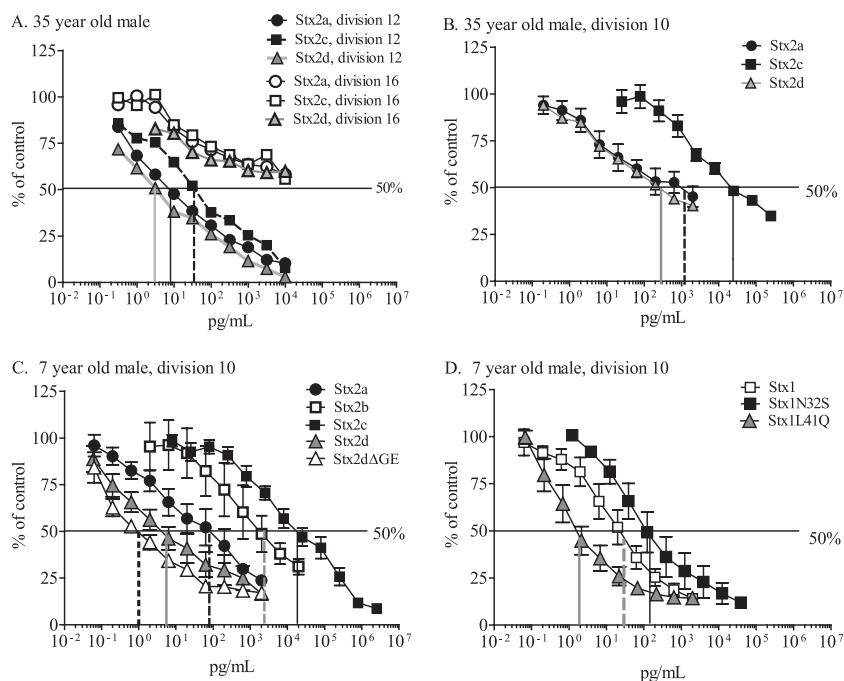 A. 35 year old male
Stx2a, division 12
Stx2c, division 12
Stx2d, division 12
Stx2a, division 16
Stx2c, division 16
Stx2d, division 16
% of control
125
100
75
50
25
0
50%
10-2 10-1 100 101 102 103 104 105 106 107
pg/mL
B. 35 year old male, division 10
Stx2a
Stx2c
Stx2d
% of control
125
100
75
50
25
0
50%
10-2 10-1 100 101 102 103 104 105 106 107
pg/mL
C. 7 year old male, division 10
Stx2a
Stx2b
Stx2c
Stx2d
Stx2dΔGE
% of control
125
100
75
50
25
0
50%
10-2 10-1 100 101 102 103 104 105 106 107
pg/mL
D. 7 year old male, division 10
Stx1
Stx1N32S
Stx1L41Q
% of control
125
100
75
50
25
0
50%
10-2 10-1 100 101 102 103 104 105 106 107
pg/mL